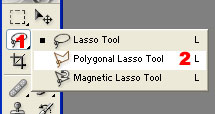 Lasso Tool L
1
Polygonal Lasso Tool 2 L
Magnetic Lasso Tool L